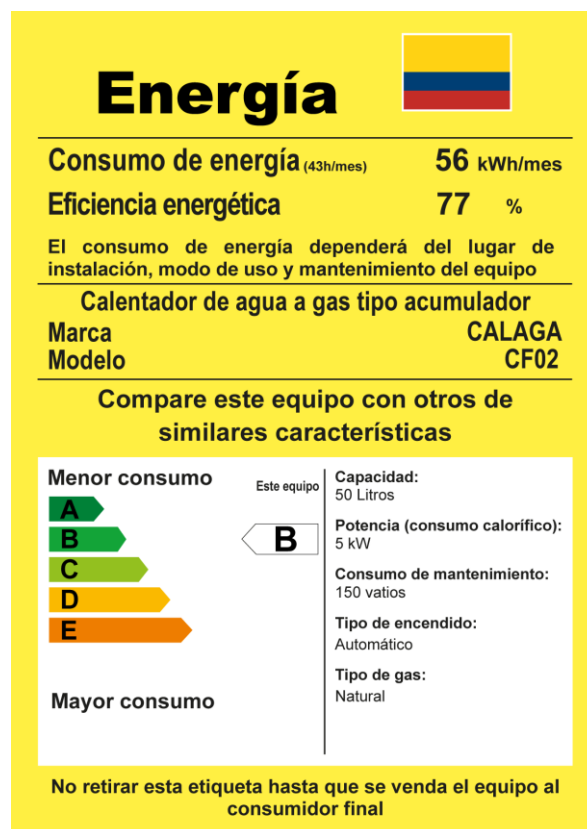 Energía
Consumo de energía (43h/mes) 56 kWh/mes
Eficiencia energética 77 %
El consumo de energía dependerá del lugar de
instalación, modo de uso y mantenimiento del equipo
Calentador de agua a gas tipo acumulador
Marca CALAGA
Modelo CF02
Compare este equipo con otros de
similares características
Menor consumo
Este equipo
A
B
B
C
D
E
Mayor consumo
Capacidad:
50 Litros
Potencia (consumo calorífico):
5 kW
Consumo de mantenimiento:
150 vatios
Tipo de encendido:
Automático
Tipo de gas:
Natural
No retirar esta etiqueta hasta que se venda el equipo al
consumidor final